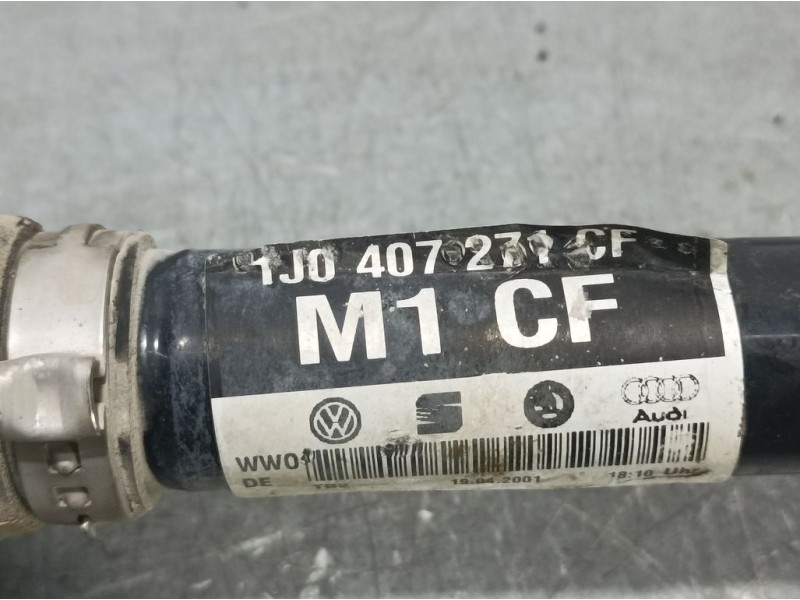 1J0 407 271 CF
M1 CF
Audi
WW0
DE 19.04.2001 18:10 Uhr